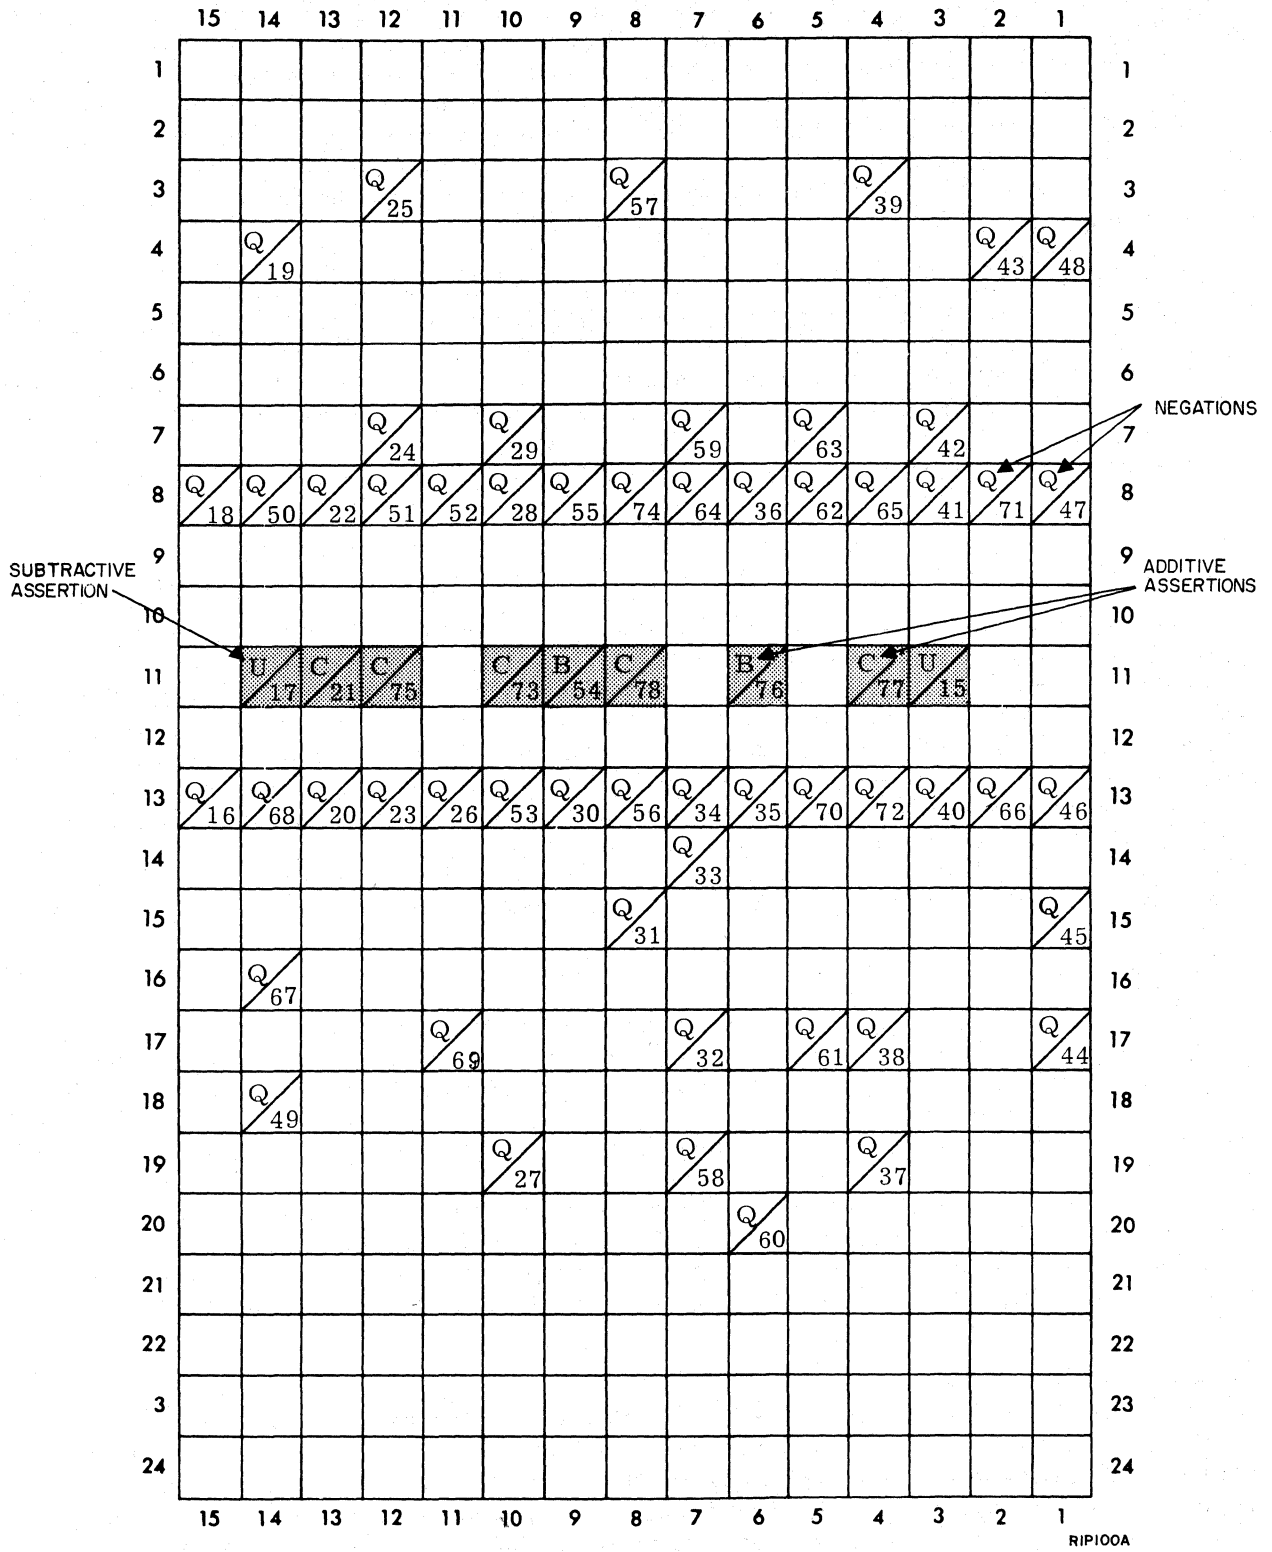 15 14 13 12 11 10 9 8 7 6 5 4 3 2 1
1 1
2 2
3 Q 25 Q 57 Q 39 3
4 Q 19 Q 43 Q 48 4
5 5
6 6
NEGATIONS
7 Q 24 Q 29 Q 59 Q 63 Q 42 7
8 Q 18 Q 50 Q 22 Q 51 Q 52 Q 28 Q 55 Q 74 Q 64 Q 36 Q 62 Q 65 Q 41 Q 71 Q 47 8
9 9
SUBTRACTIVE
ASSERTION
ADDITIVE
ASSERTIONS
10 10
11 U 17 C 21 C 75 C 73 B 54 C 78 B 76 C 77 U 15 11
12 12
13 Q 16 Q 68 Q 20 Q 23 Q 26 Q 53 Q 30 Q 56 Q 34 Q 35 Q 70 Q 72 Q 40 Q 66 Q 46 13
14 Q 33 14
15 Q 31 Q 45 15
16 Q 67 16
17 Q 69 Q 32 Q 61 Q 38 Q 44 17
18 Q 49 18
19 Q 27 Q 58 Q 37 19
20 Q 60 20
21 21
22 22
3 23
24 24
15 14 13 12 11 10 9 8 7 6 5 4 3 2 1
RIP100A